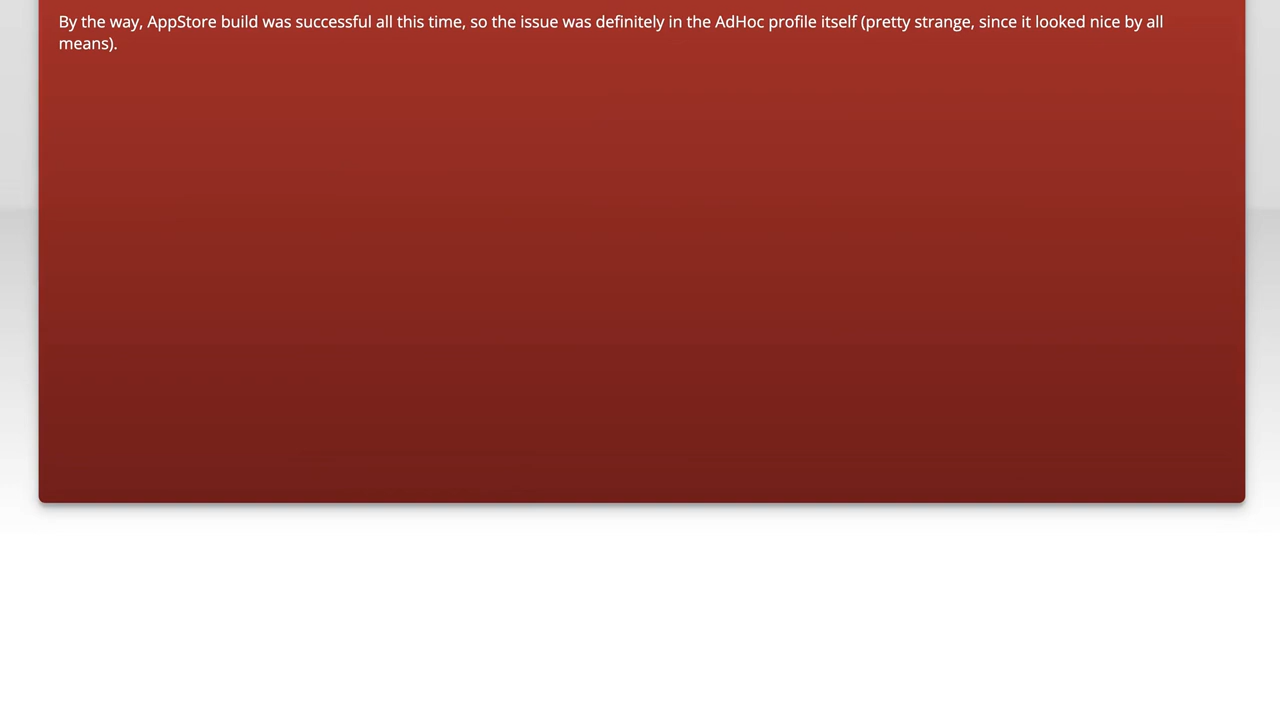 By the way, AppStore build was successful all this time, so the issue was definitely in the AdHoc profile itself (pretty strange, since it looked nice by all
means).